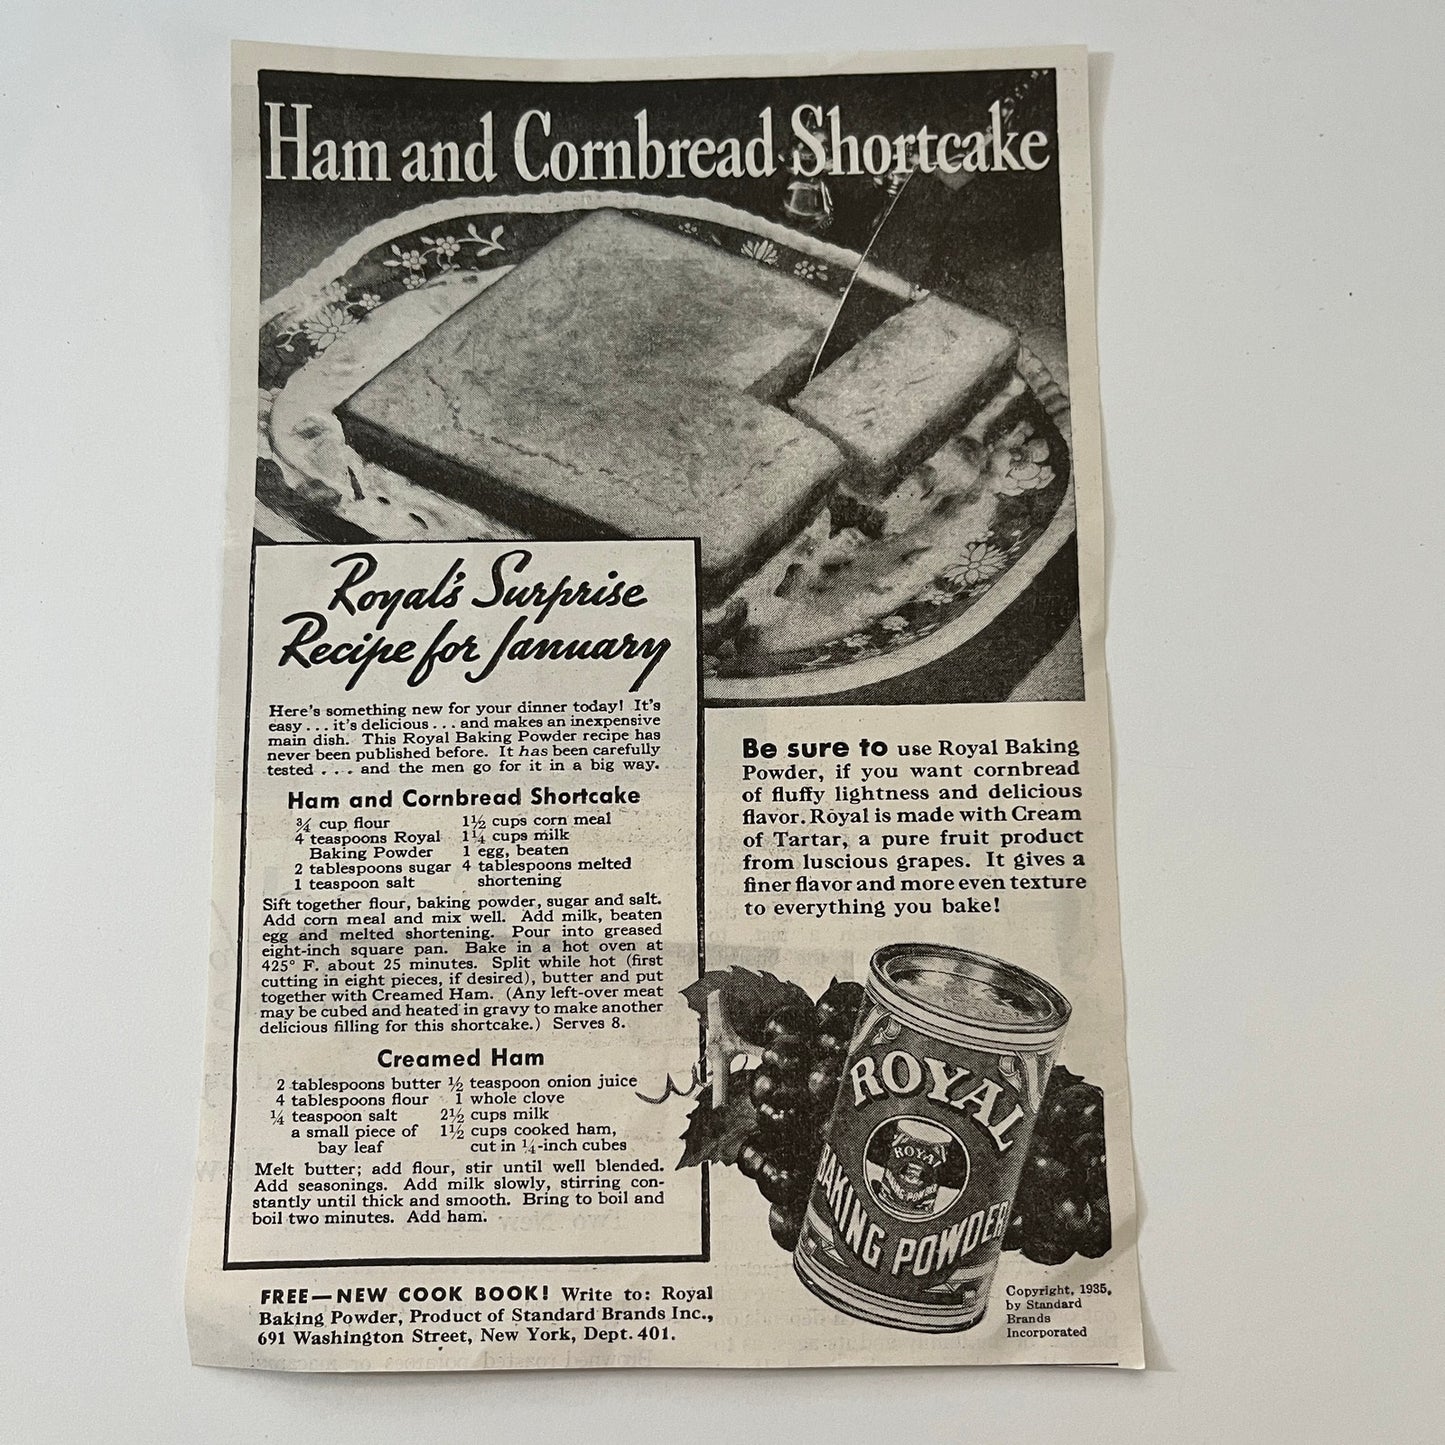 Ham and Cornbread Shortcake
Royal's Surprise
Recipe for January
Here's something new for your dinner today! It's
easy . . . it's delicious . . . and makes an inexpensive
main dish. This Royal Baking Powder recipe has
never been published before. It has been carefully
tested . . . and the men go for it in a big way.
Ham and Cornbread Shortcake
¾ cup flour
4 teaspoons Royal
Baking Powder
2 tablespoons sugar
1 teaspoon salt
1½ cups corn meal
1¼ cups milk
1 egg, beaten
4 tablespoons melted
shortening
Sift together flour, baking powder, sugar and salt.
Add corn meal and mix well. Add milk, beaten
egg and melted shortening. Pour into greased
eight-inch square pan. Bake in a hot oven at
425° F. about 25 minutes. Split while hot (first
cutting in eight pieces, if desired), butter and put
together with Creamed Ham. (Any left-over meat
may be cubed and heated in gravy to make another
delicious filling for this shortcake.) Serves 8.
Creamed Ham
2 tablespoons butter
4 tablespoons flour
¼ teaspoon salt
a small piece of
bay leaf
½ teaspoon onion juice
1 whole clove
2½ cups milk
1½ cups cooked ham,
cut in ¼-inch cubes
Melt butter; add flour, stir until well blended.
Add seasonings. Add milk slowly, stirring con-
stantly until thick and smooth. Bring to boil and
boil two minutes. Add ham.
Be sure to use Royal Baking
Powder, if you want cornbread
of fluffy lightness and delicious
flavor. Royal is made with Cream
of Tartar, a pure fruit product
from luscious grapes. It gives a
finer flavor and more even texture
to everything you bake!
ROYAL
ROYAL
BAKING POWDER
BAKING POWDER
FREE—NEW COOK BOOK! Write to: Royal
Baking Powder, Product of Standard Brands Inc.,
691 Washington Street, New York, Dept. 401.
Copyright, 1935,
by Standard
Brands
Incorporated